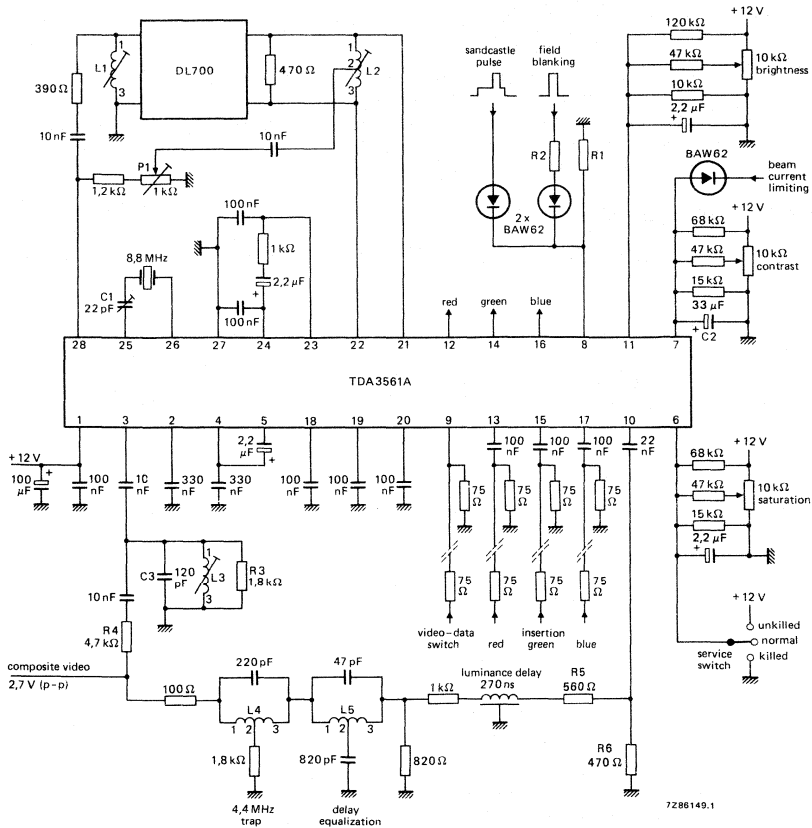 +12 V
120 kΩ
47 kΩ
10 kΩ
brightness
10 kΩ
2,2 µF
+
DL700
L1
1
3
470 Ω
1
2
3
L2
390 Ω
10 nF
10 nF
P1
1,2 kΩ
1 kΩ
sandcastle
pulse
field
blanking
R2
R1
2 x
BAW62
BAW62
beam
current
limiting
+12 V
68 kΩ
47 kΩ
10 kΩ
contrast
15 kΩ
33 µF
+
C2
100 nF
1 kΩ
2,2 µF
+
100 nF
8,8 MHz
C1
22 pF
red
green
blue
28 25 26 27 24 23 22 21 12 14 16 8 11 7
TDA3561A
1 3 2 4 5 18 19 20 9 13 15 17 10 6
+12 V
100 µF
+
100 nF
10 nF
330 nF
330 nF
2,2 µF
+
100 nF
100 nF
100 nF
100 nF
100 nF
100 nF
22 nF
75 Ω
75 Ω
75 Ω
75 Ω
75 Ω
75 Ω
75 Ω
75 Ω
video-data
switch
red
insertion
green
blue
68 kΩ
47 kΩ
+12 V
10 kΩ
saturation
15 kΩ
2,2 µF
+
+12 V
unkilled
normal
killed
service
switch
C3
120 pF
1
L3
3
R3
1,8 kΩ
10 nF
R4
4,7 kΩ
composite video
2,7 V (p-p)
100 Ω
220 pF
L4
1 2 3
1,8 kΩ
4,4 MHz
trap
47 pF
L5
1 2 3
820 pF
delay
equalization
820 Ω
1 kΩ
luminance delay
270 ns
R5
560 Ω
R6
470 Ω
7Z86149.1